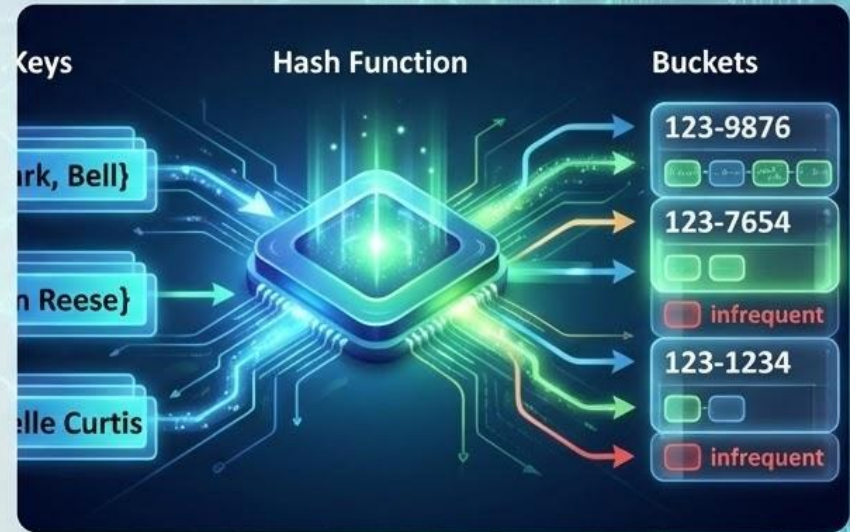 Keys
Hash Function
Buckets
ark, Bell}
n Reese}
elle Curtis
123-9876
123-7654
infrequent
123-1234
infrequent